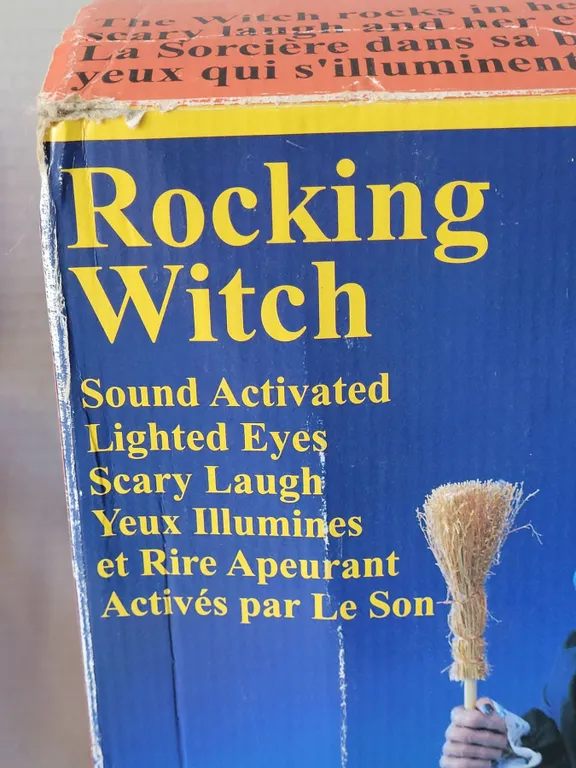 The Witch rocks in he
scary laugh and her e
La Sorcière dans sa b
yeux qui s'illuminent
Rocking
Witch
Sound Activated
Lighted Eyes
Scary Laugh
Yeux Illumines
et Rire Apeurant
Activés par Le Son